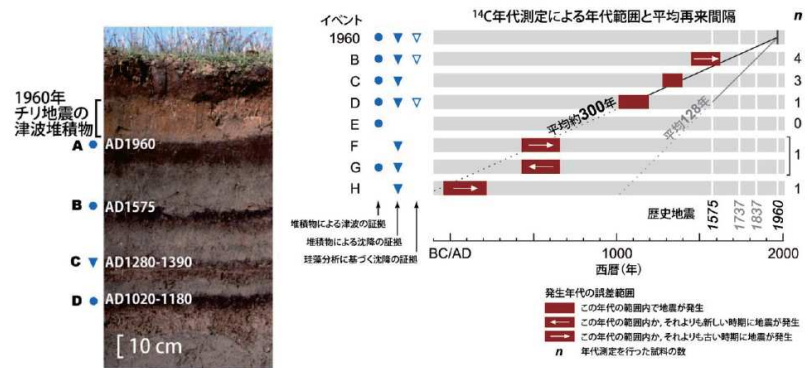 1960年
チリ地震の
津波堆積物
A AD1960
B AD1575
C AD1280-1390
D AD1020-1180
[ 10 cm
イベント
14C年代測定による年代範囲と平均再来間隔
n
1960
B 4
C 3
D 1
E 0
F
G
1
H 1
平均約300年
平均128年
堆積物による津波の証拠
堆積物による沈降の証拠
珪藻分析に基づく沈降の証拠
歴史地震
1575
1737
1837
1960
BC/AD 1000 2000
西暦(年)
発生年代の誤差範囲
この年代の範囲内で地震が発生
この年代の範囲内か,それよりも新しい時期に地震が発生
この年代の範囲内か,それよりも古い時期に地震が発生
n 年代測定を行った試料の数